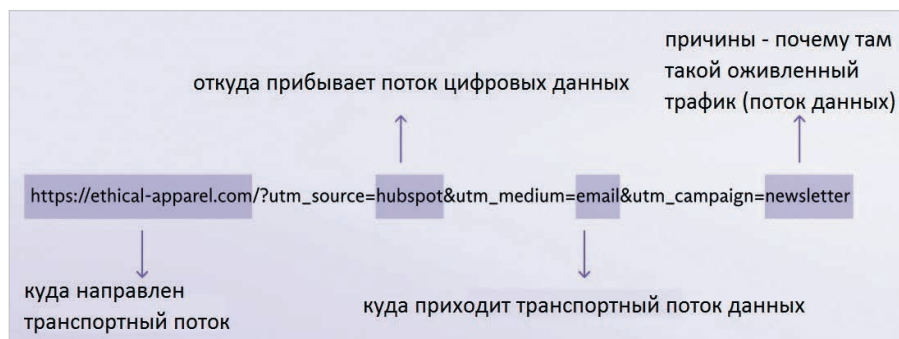 причины - почему там
такой оживленный
трафик (поток данных)
откуда прибывает поток цифровых данных
https://ethical-apparel.com/?utm_source=hubspot&utm_medium=email&utm_campaign=newsletter
куда направлен
транспортный поток
куда приходит транспортный поток данных